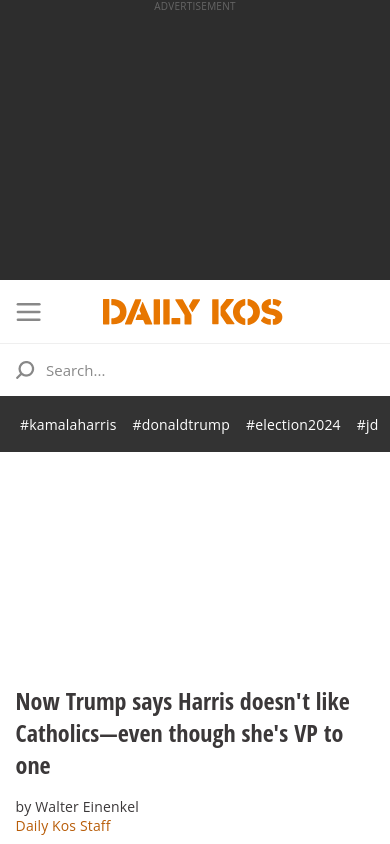 ADVERTISEMENT
DAILY KOS
Search...
#kamalaharris #donaldtrump #election2024 #jd
Now Trump says Harris doesn't like
Catholics—even though she's VP to
one
by Walter Einenkel
Daily Kos Staff